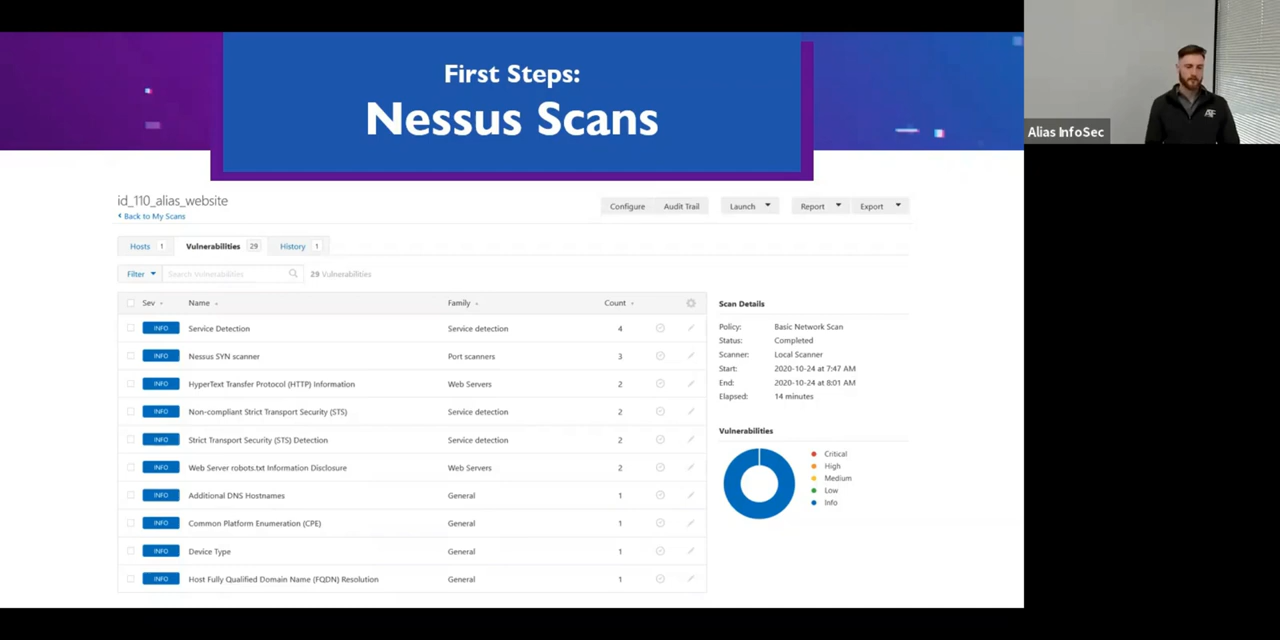 First Steps:
Nessus Scans
Alias InfoSec
id_110_alias_website
Back to My Scans
Configure Audit Trail Launch Report Export
Hosts 1 Vulnerabilities 29 History 1
Filter Search Vulnerabilities 29 Vulnerabilities
Sev Name Family Count
INFO Service Detection Service detection 4
INFO Nessus SYN scanner Port scanners 3
INFO HyperText Transfer Protocol (HTTP) Information Web Servers 2
INFO Non-compliant Strict Transport Security (STS) Service detection 2
INFO Strict Transport Security (STS) Detection Service detection 2
INFO Web Server robots.txt Information Disclosure Web Servers 2
INFO Additional DNS Hostnames General 1
INFO Common Platform Enumeration (CPE) General 1
INFO Device Type General 1
INFO Host Fully Qualified Domain Name (FQDN) Resolution General 1
Scan Details
Policy: Basic Network Scan
Status: Completed
Scanner: Local Scanner
Start: 2020-10-24 at 7:47 AM
End: 2020-10-24 at 8:01 AM
Elapsed: 14 minutes
Vulnerabilities
Critical
High
Medium
Low
Info